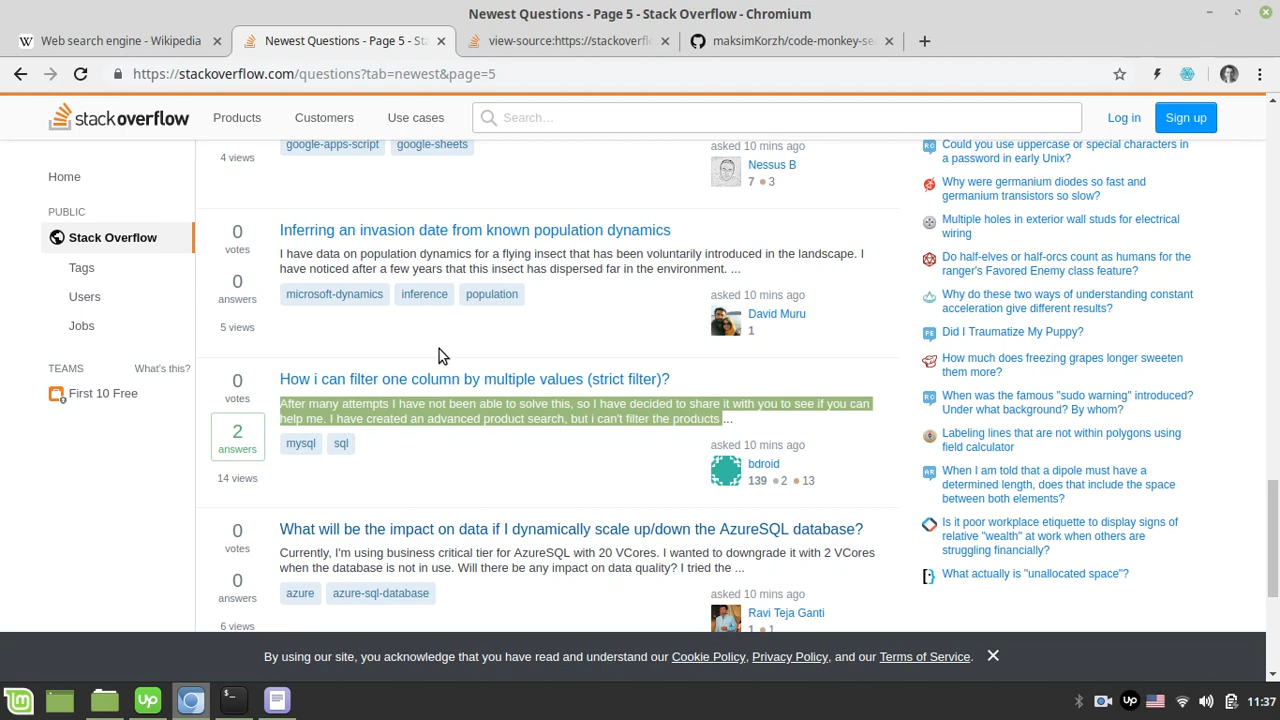 Newest Questions - Page 5 - Stack Overflow - Chromium
W Web search engine - Wikipedia
Newest Questions - Page 5 - Sta
view-source:https://stackoverfl
maksimKorzh/code-monkey-se
https://stackoverflow.com/questions?tab=newest&page=5
stackoverflow
Products
Customers
Use cases
Search…
Log in
Sign up
Home
PUBLIC
Stack Overflow
Tags
Users
Jobs
TEAMS What's this?
First 10 Free
4 views
google-apps-script google-sheets
asked 10 mins ago
Nessus B
7 3
0
votes
0
answers
5 views
Inferring an invasion date from known population dynamics
I have data on population dynamics for a flying insect that has been voluntarily introduced in the landscape. I
have noticed after a few years that this insect has dispersed far in the environment. ...
microsoft-dynamics inference population
asked 10 mins ago
David Muru
1
0
votes
2
answers
14 views
How i can filter one column by multiple values (strict filter)?
After many attempts I have not been able to solve this, so I have decided to share it with you to see if you can
help me. I have created an advanced product search, but i can't filter the products ...
mysql sql
asked 10 mins ago
bdroid
139 2 13
0
votes
0
answers
6 views
What will be the impact on data if I dynamically scale up/down the AzureSQL database?
Currently, I'm using business critical tier for AzureSQL with 20 VCores. I wanted to downgrade it with 2 VCores
when the database is not in use. Will there be any impact on data quality? I tried the ...
azure azure-sql-database
asked 10 mins ago
Ravi Teja Ganti
1 1
Could you use uppercase or special characters in
a password in early Unix?
Why were germanium diodes so fast and
germanium transistors so slow?
Multiple holes in exterior wall studs for electrical
wiring
Do half-elves or half-orcs count as humans for the
ranger's Favored Enemy class feature?
Why do these two ways of understanding constant
acceleration give different results?
Did I Traumatize My Puppy?
How much does freezing grapes longer sweeten
them more?
When was the famous "sudo warning" introduced?
Under what background? By whom?
Labeling lines that are not within polygons using
field calculator
When I am told that a dipole must have a
determined length, does that include the space
between both elements?
Is it poor workplace etiquette to display signs of
relative "wealth" at work when others are
struggling financially?
What actually is "unallocated space"?
By using our site, you acknowledge that you have read and understand our Cookie Policy, Privacy Policy, and our Terms of Service.
Up
Up
11:37